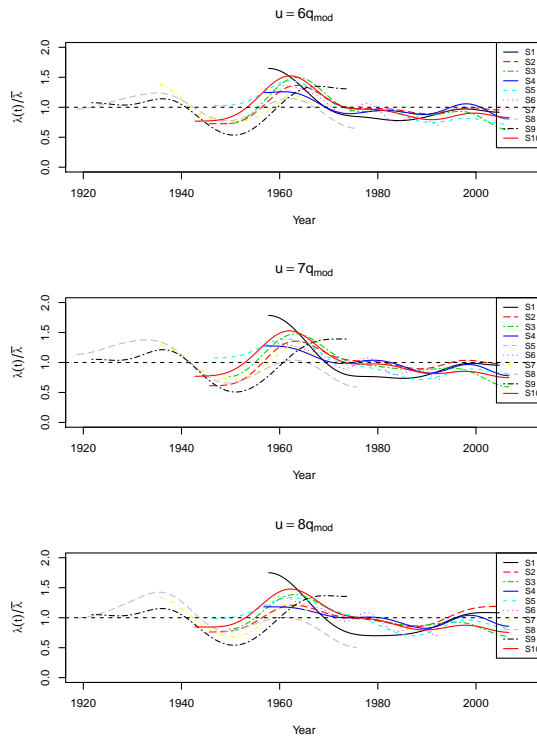 u = 6qmod
λ(t)/λ̅
0.0 0.5 1.0 1.5 2.0
1920 1940 1960 1980 2000
Year
S1
S2
S3
S4
S5
S6
S7
S8
S9
S10
u = 7qmod
λ(t)/λ̅
0.0 0.5 1.0 1.5 2.0
1920 1940 1960 1980 2000
Year
S1
S2
S3
S4
S5
S6
S7
S8
S9
S10
u = 8qmod
λ(t)/λ̅
0.0 0.5 1.0 1.5 2.0
1920 1940 1960 1980 2000
Year
S1
S2
S3
S4
S5
S6
S7
S8
S9
S10